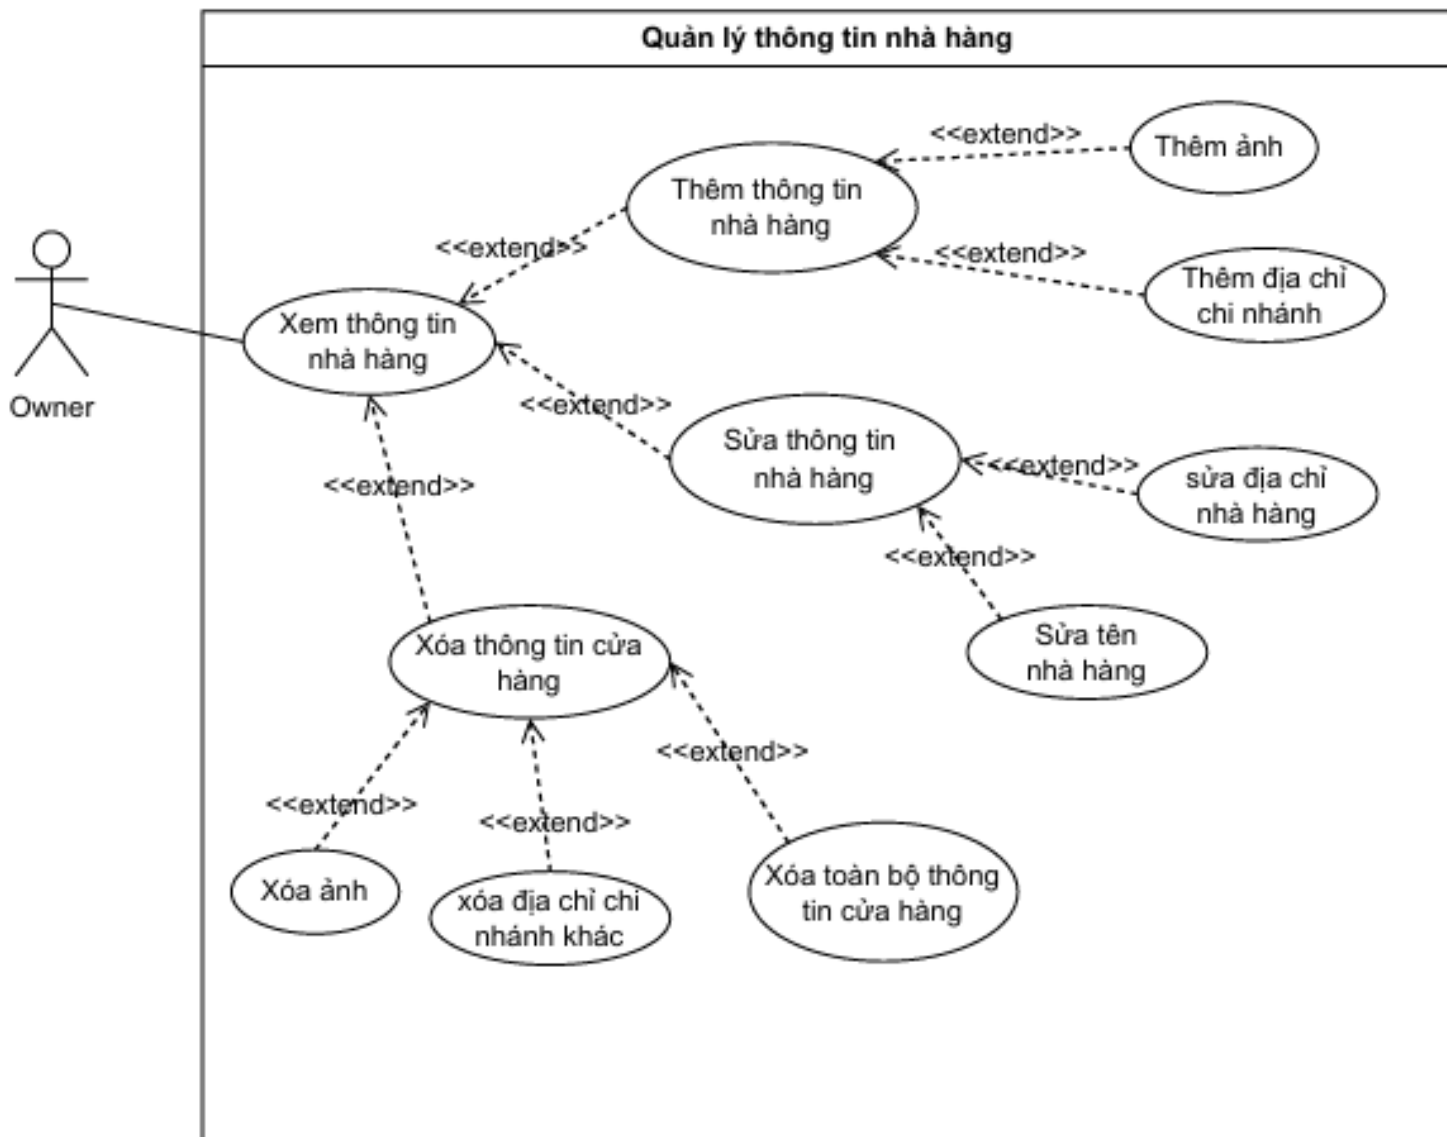 Quản lý thông tin nhà hàng
<<extend>>
Thêm ảnh
Thêm thông tin
nhà hàng
<<extend>>
<<extend>>
Thêm địa chỉ
chi nhánh
Xem thông tin
nhà hàng
Owner
<<extend>>
Sửa thông tin
nhà hàng
<<extend>>
sửa địa chỉ
nhà hàng
<<extend>>
<<extend>>
Xóa thông tin cửa
hàng
Sửa tên
nhà hàng
<<extend>>
<<extend>>
<<extend>>
Xóa ảnh
xóa địa chỉ chi
nhánh khác
Xóa toàn bộ thông
tin cửa hàng